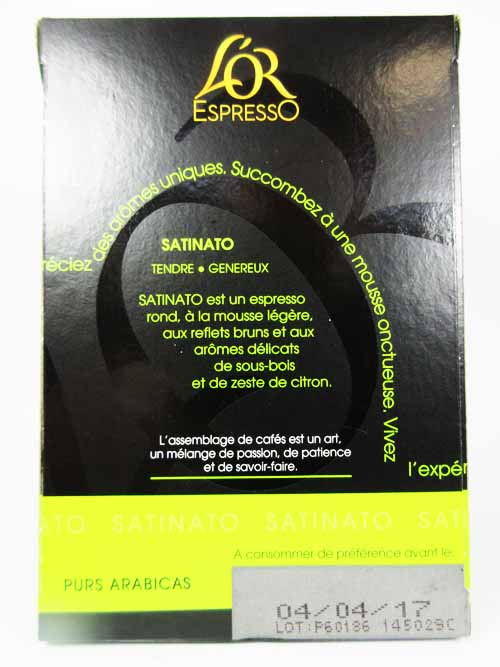 L'OR
ESPRESSO
réciez des arômes uniques. Succombez à une mousse onctueuse. Vivez
l'expér
SATINATO
TENDRE • GENEREUX
SATINATO est un espresso
rond, à la mousse légère,
aux reflets bruns et aux
arômes délicats
de sous-bois
et de zeste de citron.
L'assemblage de cafés est un art,
un mélange de passion, de patience
et de savoir-faire.
ATO SATINATO SATINATO SATI
A consommer de préférence avant le:
PURS ARABICAS
04/04/17
LOT:P60186 145029C